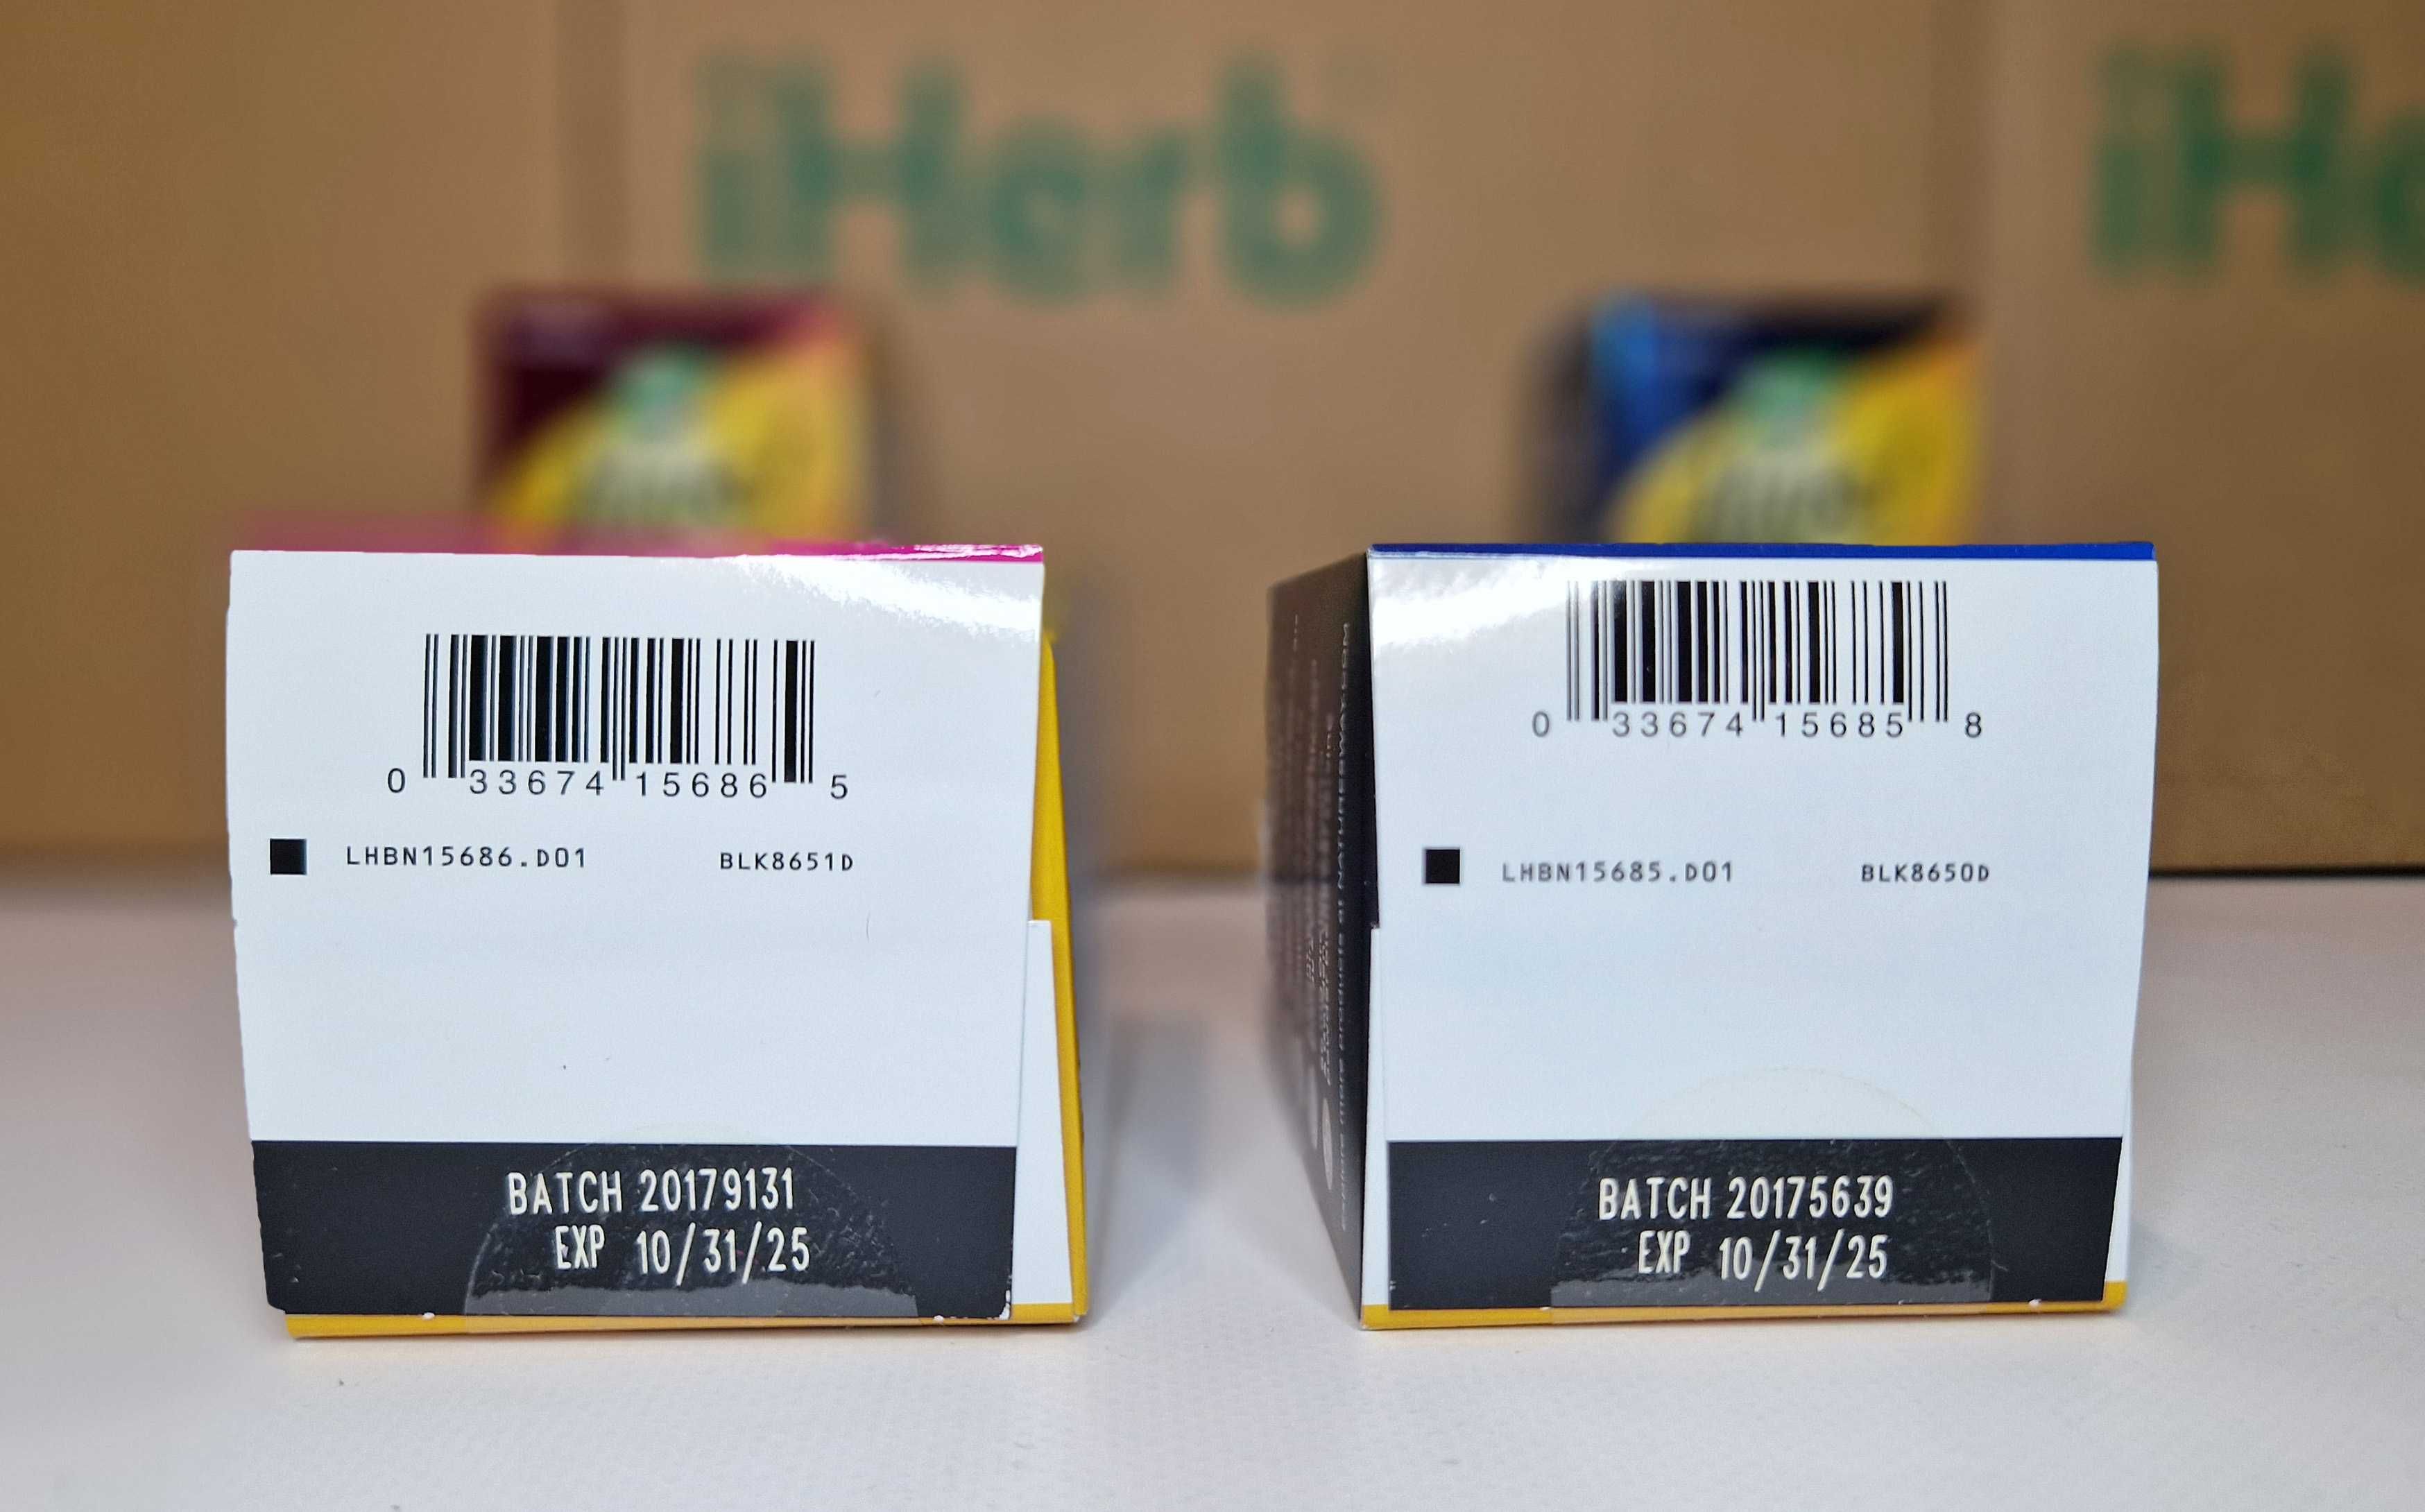 iHerb
iHe
0 33674 15686 5
LHBN15686.D01 BLK8651D
BATCH 20179131
EXP 10/31/25
0 33674 15685 8
LHBN15685.D01 BLK8650D
BATCH 20175639
EXP 10/31/25